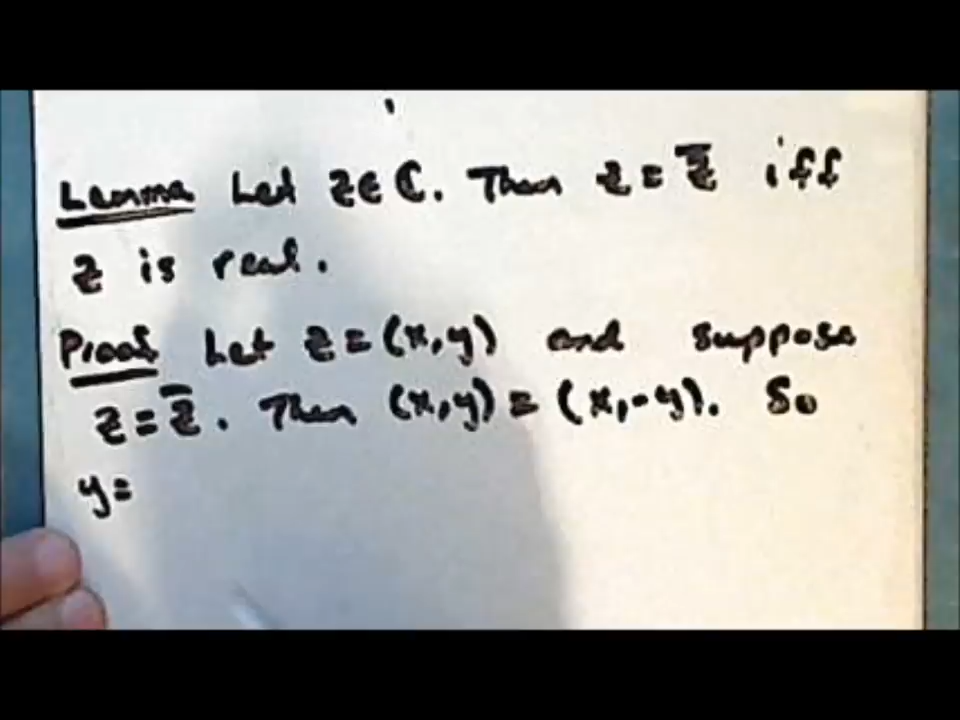 Lemma Let z∈ℂ. Then z = z̅ iff
z is real.
Proof Let z = (x,y) and suppose
z = z̅. Then (x,y) = (x,-y). So
y=